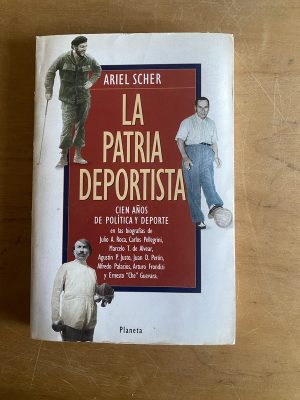 ARIEL SCHER
LA
PATRIA
DEPORTISTA
CIEN AÑOS
DE POLÍTICA Y DEPORTE
en las biografías de
Julio A. Roca, Carlos Pellegrini,
Marcelo T. de Alvear,
Agustín P. Justo, Juan D. Perón,
Alfredo Palacios, Arturo Frondizi
y Ernesto "Che" Guevara.
Planeta